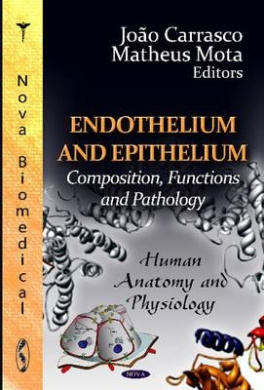 João Carrasco
Matheus Mota
Editors
Nova Biomedical
ENDOTHELIUM
AND EPITHELIUM
Composition, Functions
and Pathology
Human
Anatomy and
Physiology
NOVA